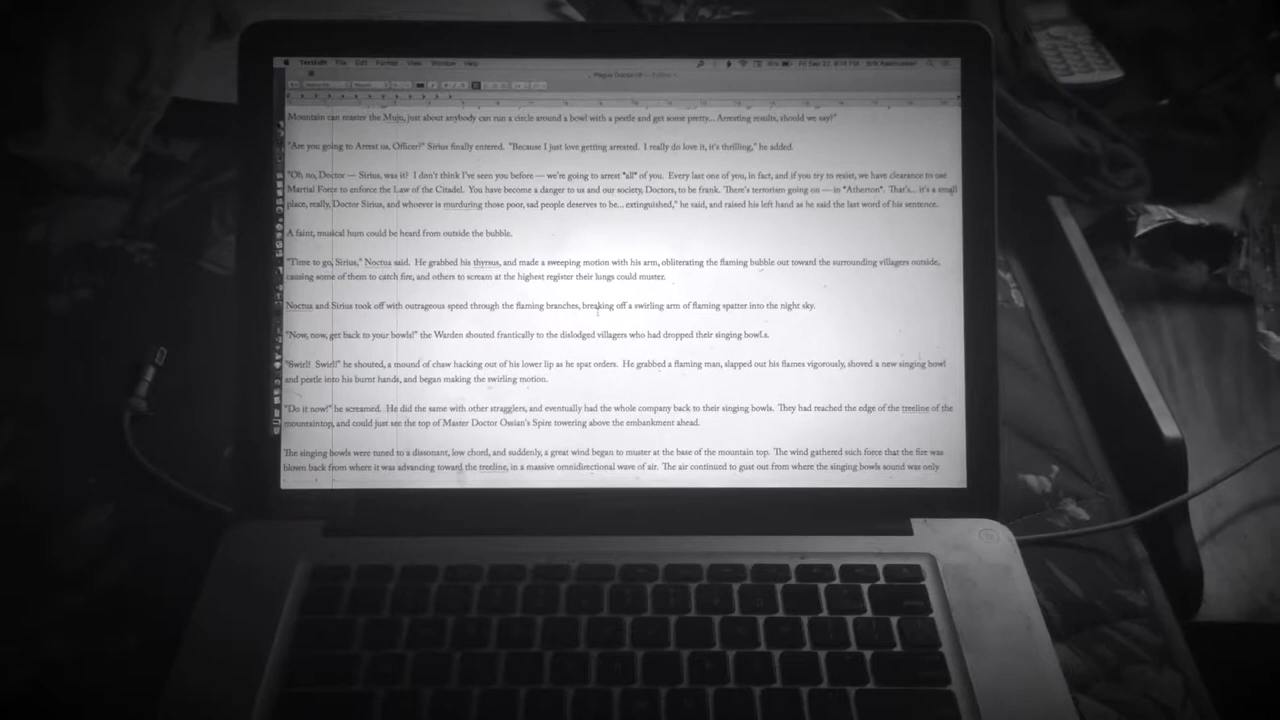 TextEdit File Edit Format View Window Help
Mountain can master the Muju, just about anybody can run a circle around a bowl with a pestle and get some pretty... Arresting results, should we say?"
"Are you going to Arrest us, Officer?" Sirius finally entered. "Because I just love getting arrested. I really do love it, it's thrilling," he added.
"Oh no, Doctor — Sirius, was it? I don't think I've seen you before — we're going to arrest *all* of you. Every last one of you, in fact, and if you try to resist, we have clearance to use
Martial Force to enforce the Law of the Citadel. You have become a danger to us and our society, Doctors, to be frank. There's terrorism going on — in *Atherton*. That's... it's a small
place, really, Doctor Sirius, and whoever is murduring those poor, sad people deserves to be... extinguished," he said, and raised his left hand as he said the last word of his sentence.
A faint, musical hum could be heard from outside the bubble.
"Time to go, Sirius," Noctua said. He grabbed his thyrsus, and made a sweeping motion with his arm, obliterating the flaming bubble out toward the surrounding villagers outside,
causing some of them to catch fire, and others to scream at the highest register their lungs could muster.
Noctus and Sirius took off with outrageous speed through the flaming branches, breaking off a swirling arm of flaming spatter into the night sky.
"Now, now, get back to your bowls!" the Warden shouted frantically to the dislodged villagers who had dropped their singing bowls.
"Swirl! Swirl!" he shouted, a mound of chaw hacking out of his lower lip as he spat orders. He grabbed a flaming man, slapped out his flames vigorously, shoved a new singing bowl
and pestle into his burnt hands, and began making the swirling motion.
"Do it now!" he screamed. He did the same with other stragglers, and eventually had the whole company back to their singing bowls. They had reached the edge of the treeline of the
mountaintop, and could just see the top of Master Doctor Ossian's Spire towering above the embankment ahead.
The singing bowls were tuned to a dissonant, low chord, and suddenly, a great wind began to muster at the base of the mountain top. The wind gathered such force that the fire was
blown back from where it was advancing toward the treeline, in a massive omnidirectional wave of air. The air continued to gust out from where the singing bowls sound was only